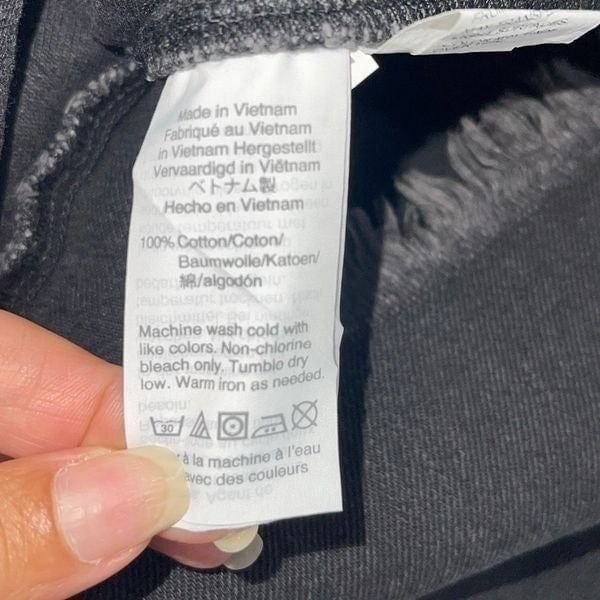 Made in Vietnam
Fabriqué au Vietnam
in Vietnam Hergestellt
Vervaardigd in Viëtnam
ベトナム製
Hecho en Vietnam
100% Cotton/Coton/
Baumwolle/Katoen/
綿/algodón
Machine wash cold with
like colors. Non-chlorine
bleach only. Tumble dry
low. Warm iron as needed.
30
à la machine à l'eau
avec des couleurs